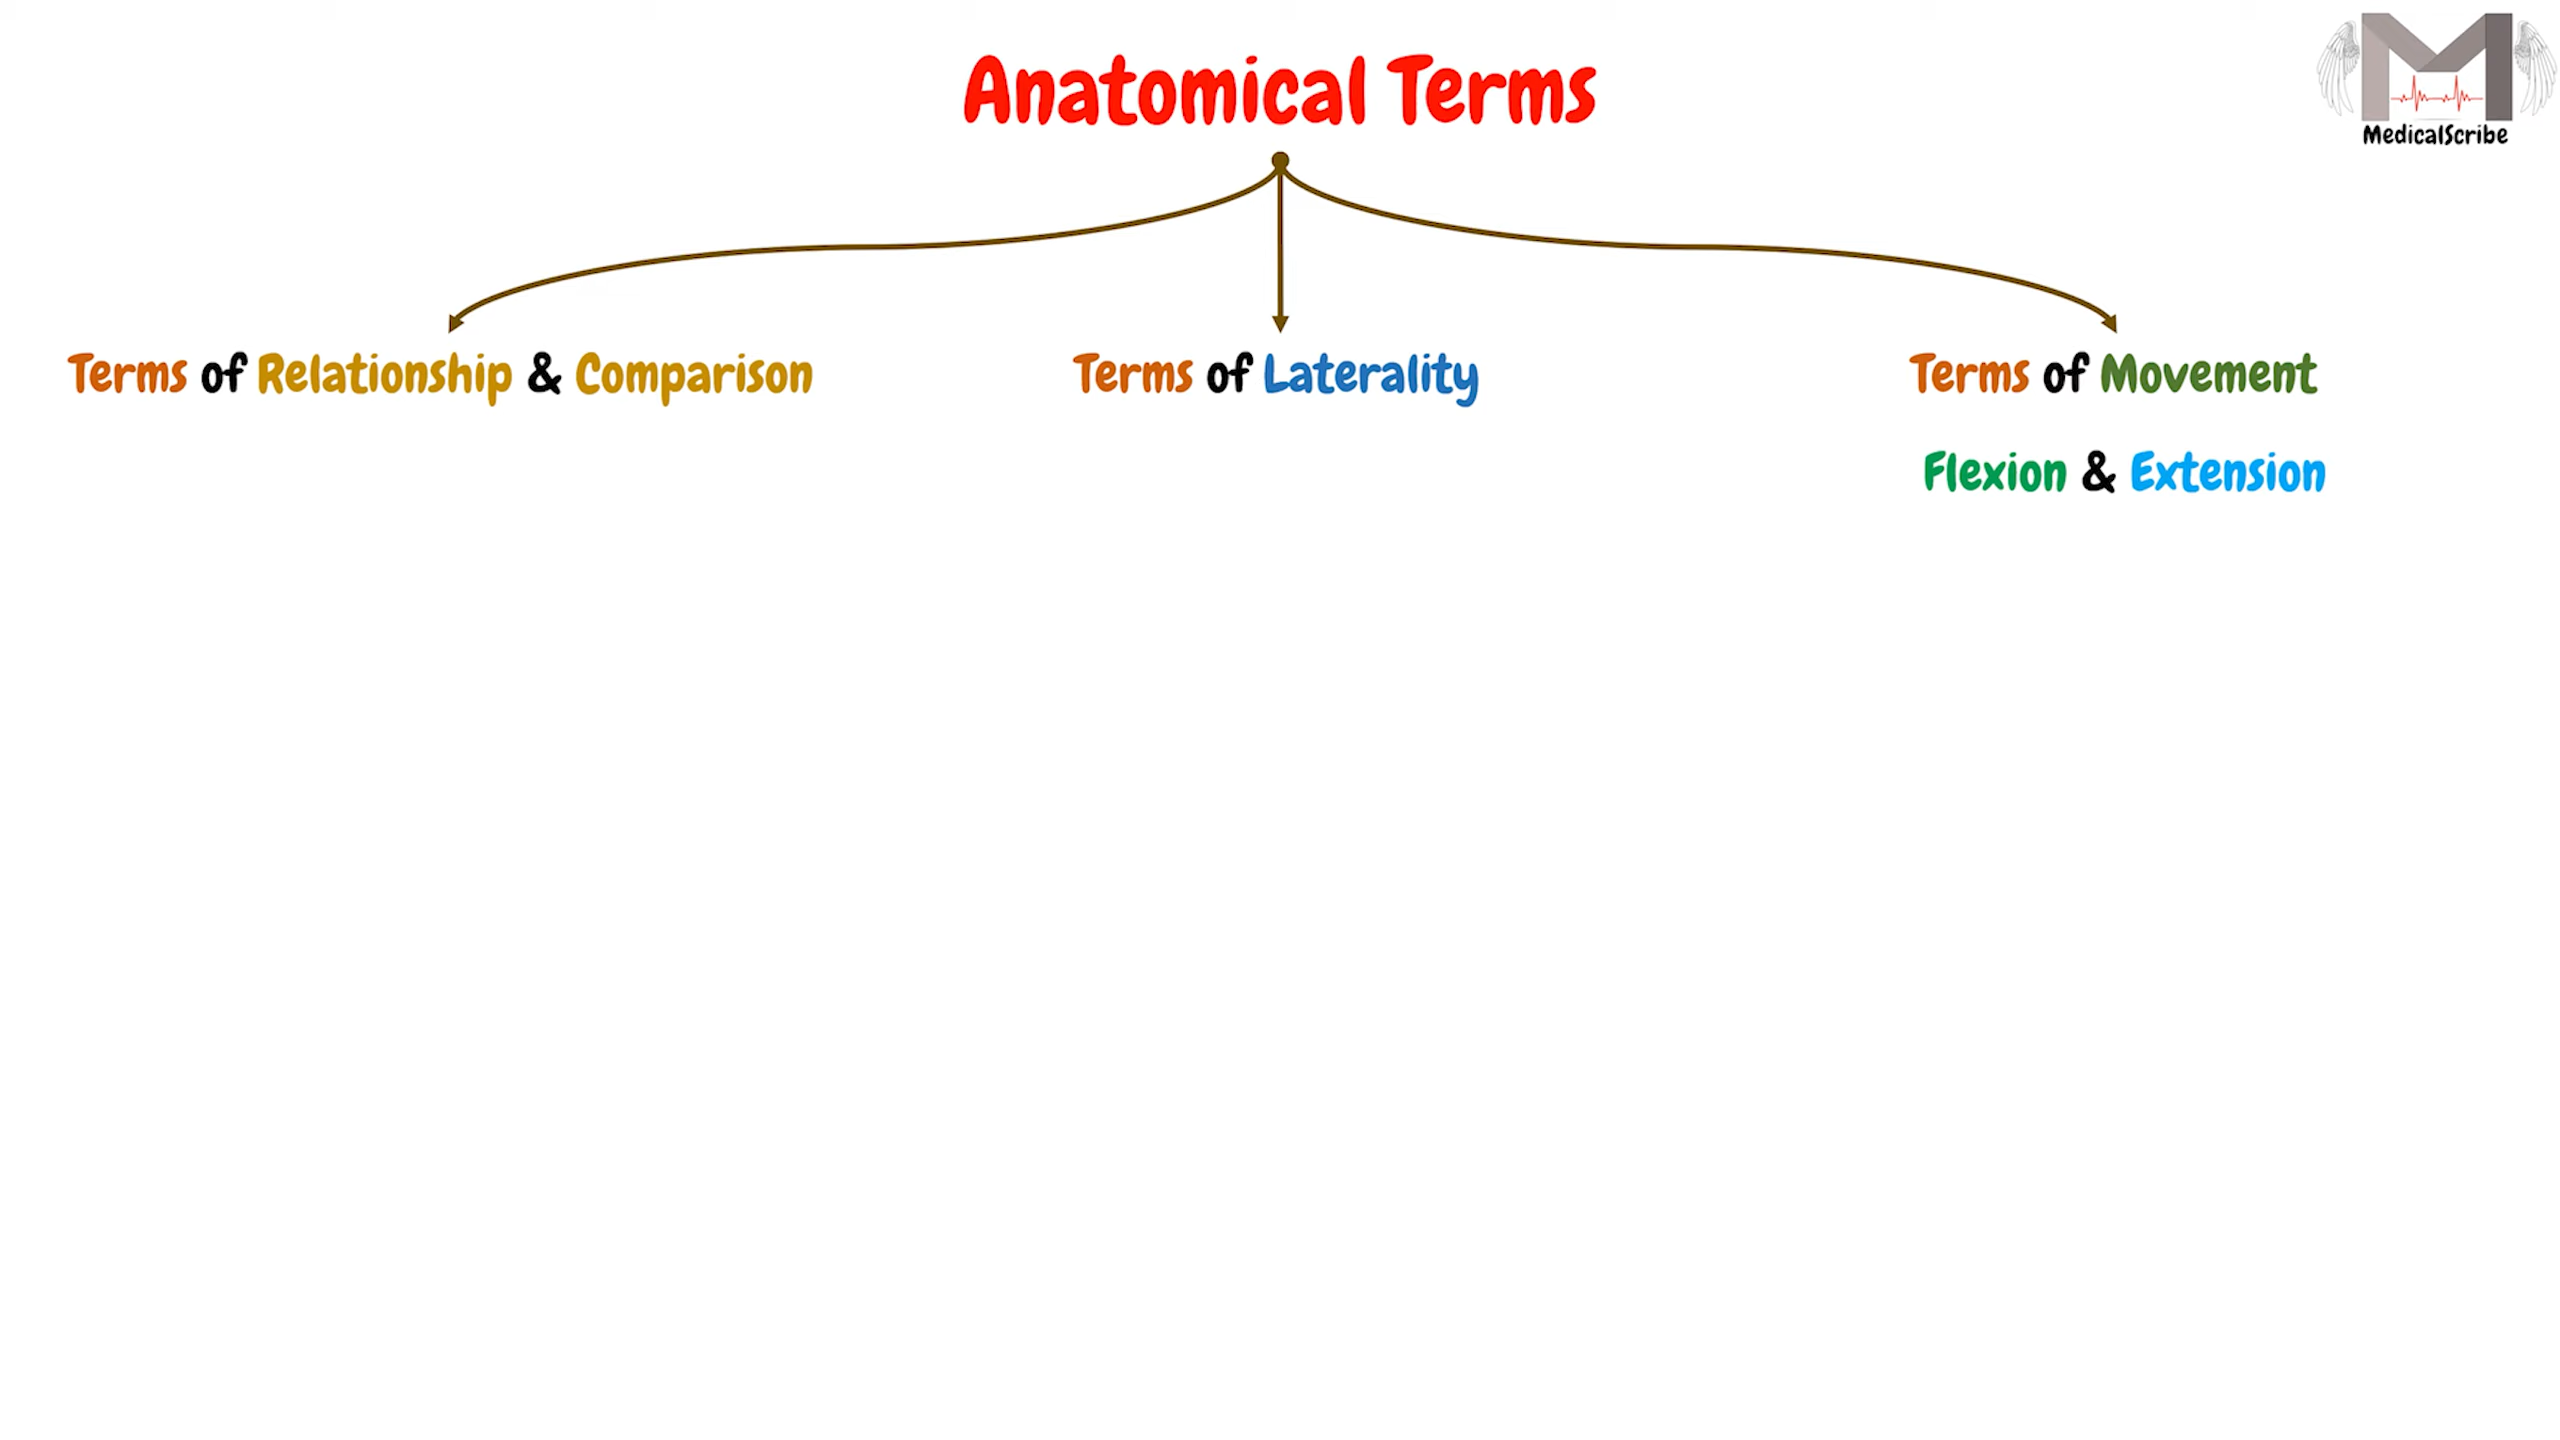 Anatomical Terms
MedicalScribe
Terms of Relationship & Comparison
Terms of Laterality
Terms of Movement
Flexion & Extension